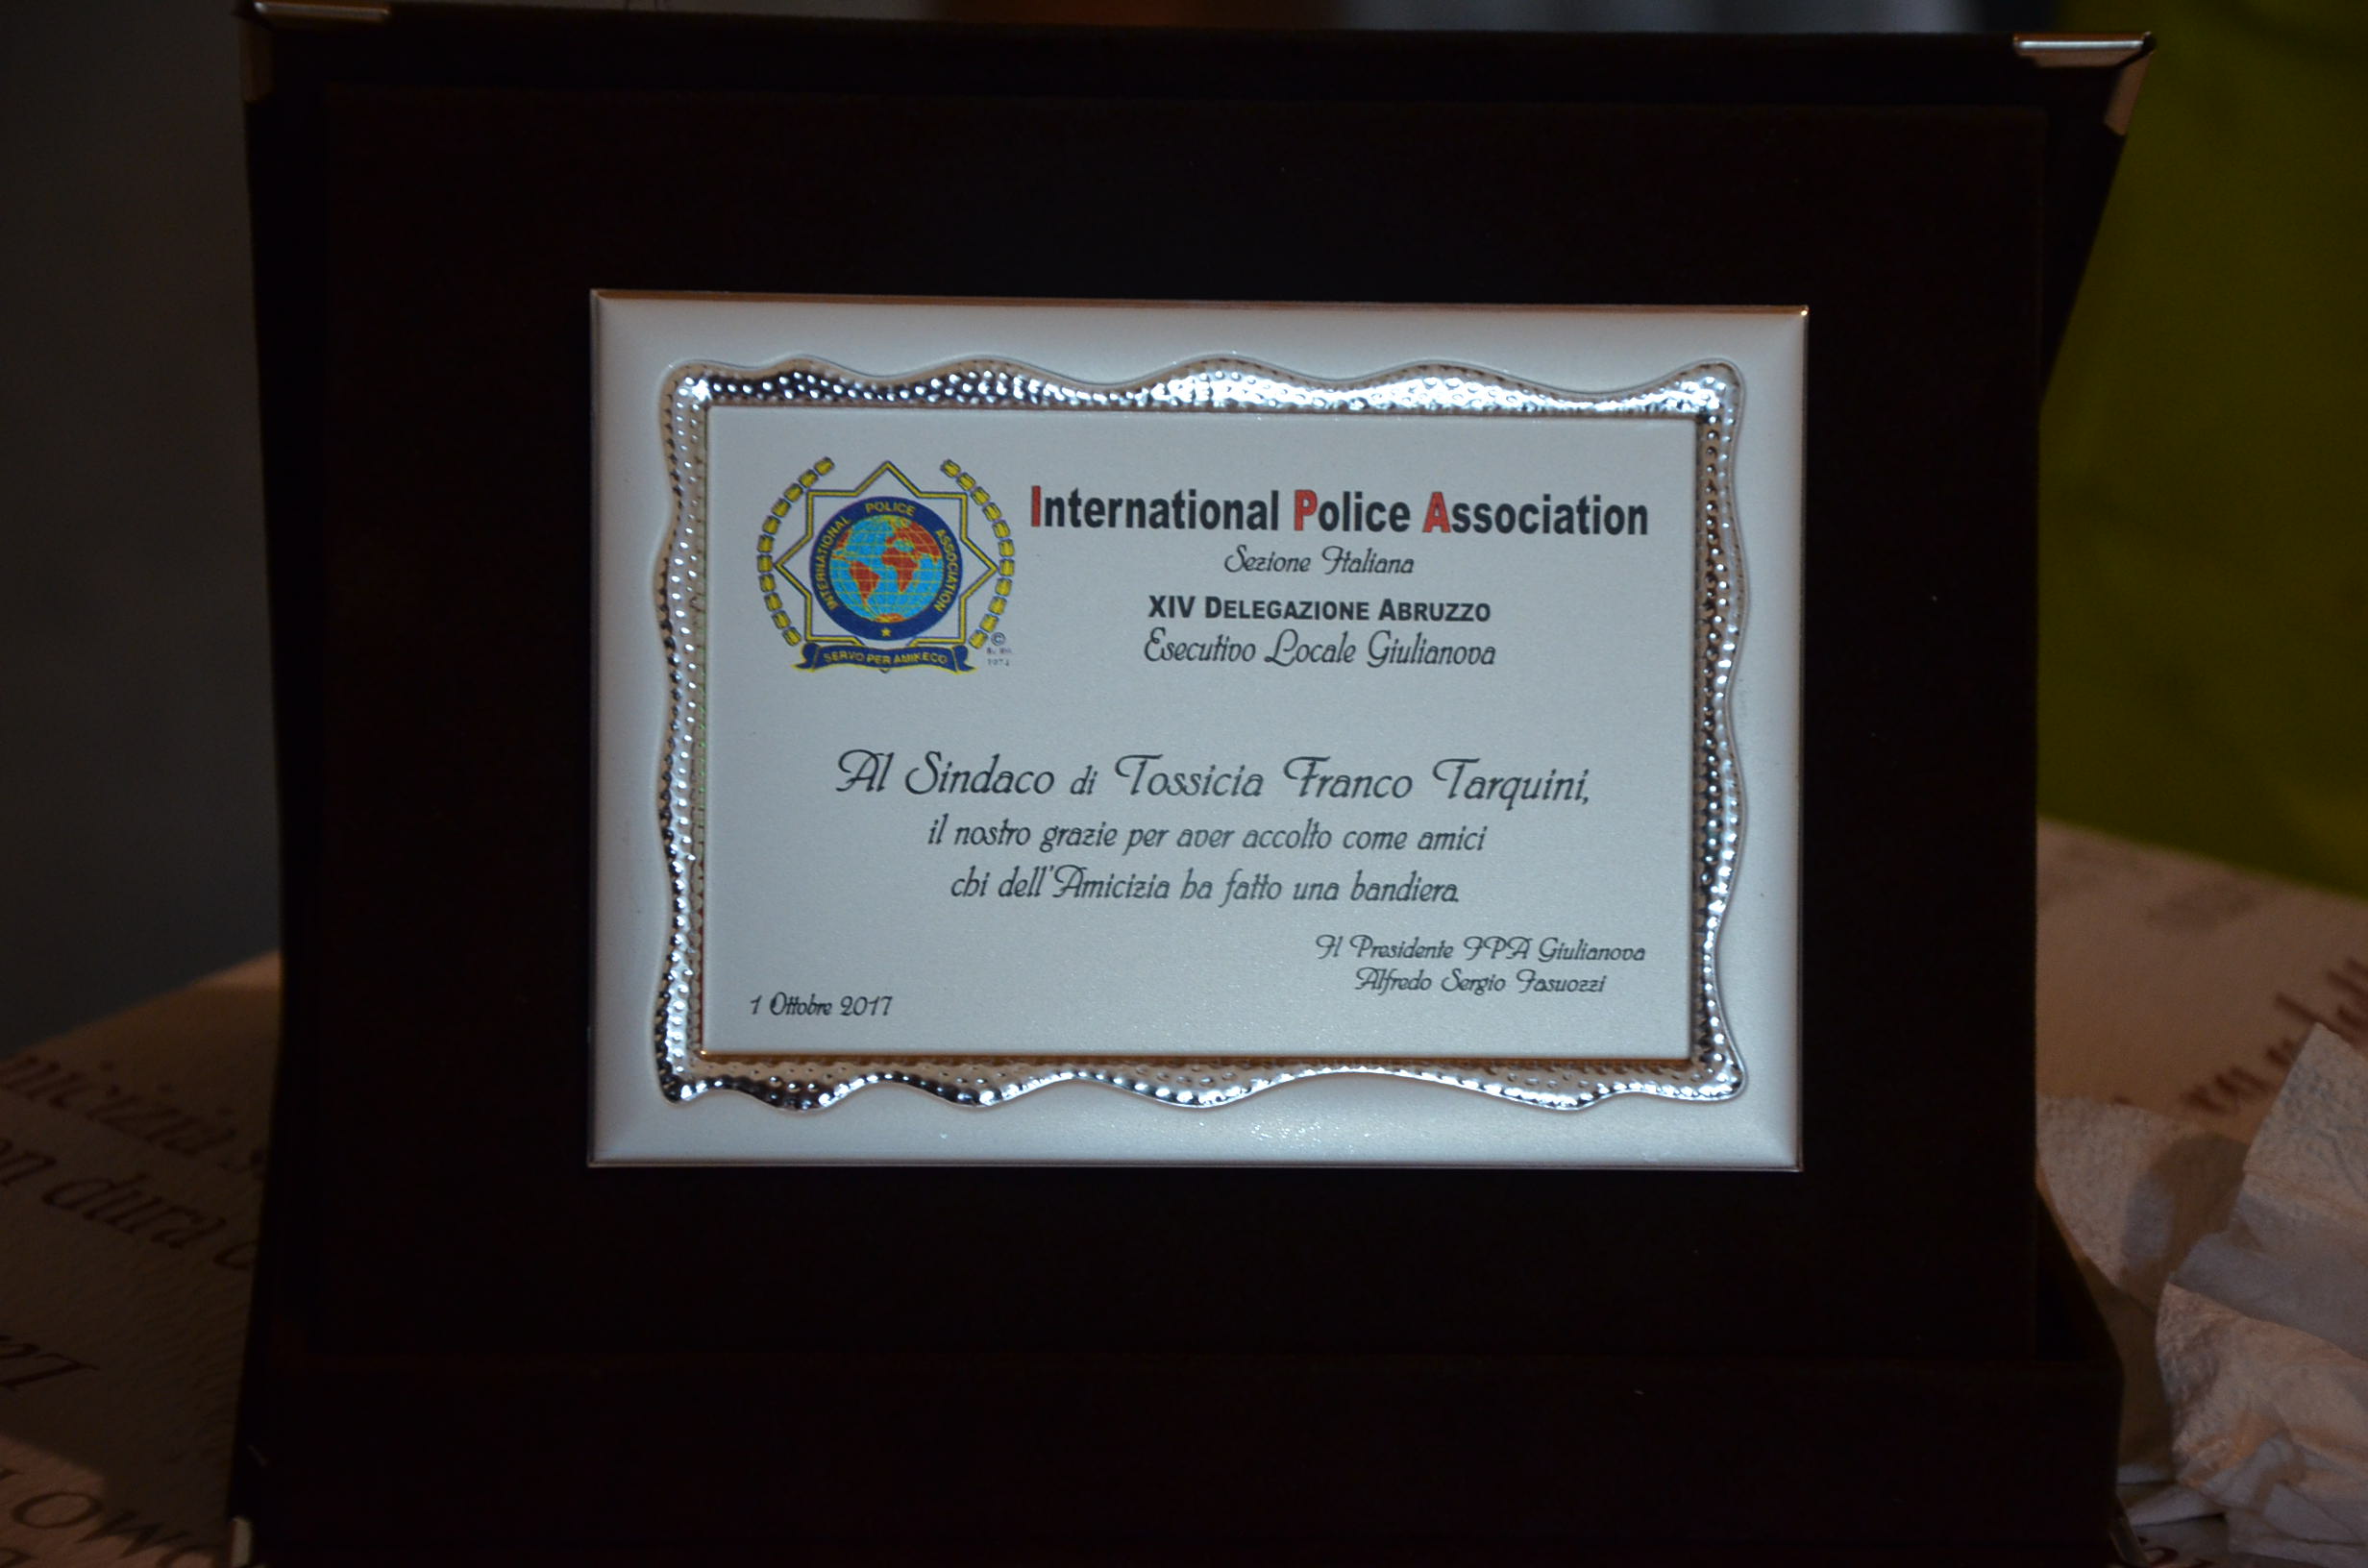 International Police Association
Sezione Italiana
XIV DELEGAZIONE ABRUZZO
Esecutivo Locale Giulianova
INTERNATIONAL POLICE ASSOCIATION
SERVO PER AMIKECO
©
Al Sindaco di Tossicia Franco Tarquini,
il nostro grazie per aver accolto come amici
chi dell'Amicizia ha fatto una bandiera.
Il Presidente IPA Giulianova
Alfredo Sergio Fasuozzi
1 Ottobre 2017
dura